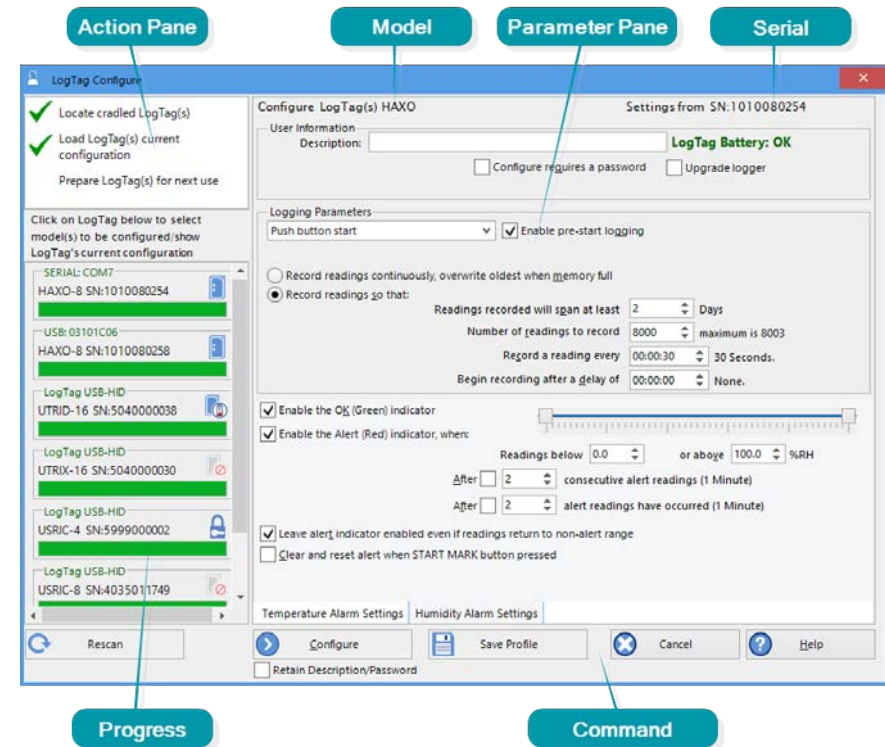 Action Pane
Model
Parameter Pane
Serial
LogTag Configure
Locate cradled LogTag(s)
Load LogTag(s) current
configuration
Prepare LogTag(s) for next use
Click on LogTag below to select
model(s) to be configured/show
LogTag's current configuration
SERIAL: COM7
HAXO-8 SN:1010080254
USB: 03101C06
HAXO-8 SN:1010080258
LogTag USB-HID
UTRID-16 SN:5040000038
LogTag USB-HID
UTRIX-16 SN:5040000030
LogTag USB-HID
USRIC-4 SN:5999000002
LogTag USB-HID
USRIC-8 SN:4035011749
Rescan
Configure LogTag(s) HAXO
Settings from SN:1010080254
User Information
Description:
LogTag Battery: OK
Configure requires a password
Upgrade logger
Logging Parameters
Push button start
Enable pre-start logging
Record readings continuously, overwrite oldest when memory full
Record readings so that:
Readings recorded will span at least 2 Days
Number of readings to record 8000 maximum is 8003
Record a reading every 00:00:30 30 Seconds.
Begin recording after a delay of 00:00:00 None.
Enable the OK (Green) indicator
Enable the Alert (Red) indicator, when:
Readings below 0.0 or above 100.0 %RH
After 2 consecutive alert readings (1 Minute)
After 2 alert readings have occurred (1 Minute)
Leave alert indicator enabled even if readings return to non-alert range
Clear and reset alert when START MARK button pressed
Temperature Alarm Settings Humidity Alarm Settings
Configure
Save Profile
Cancel
Help
Retain Description/Password
Progress
Command